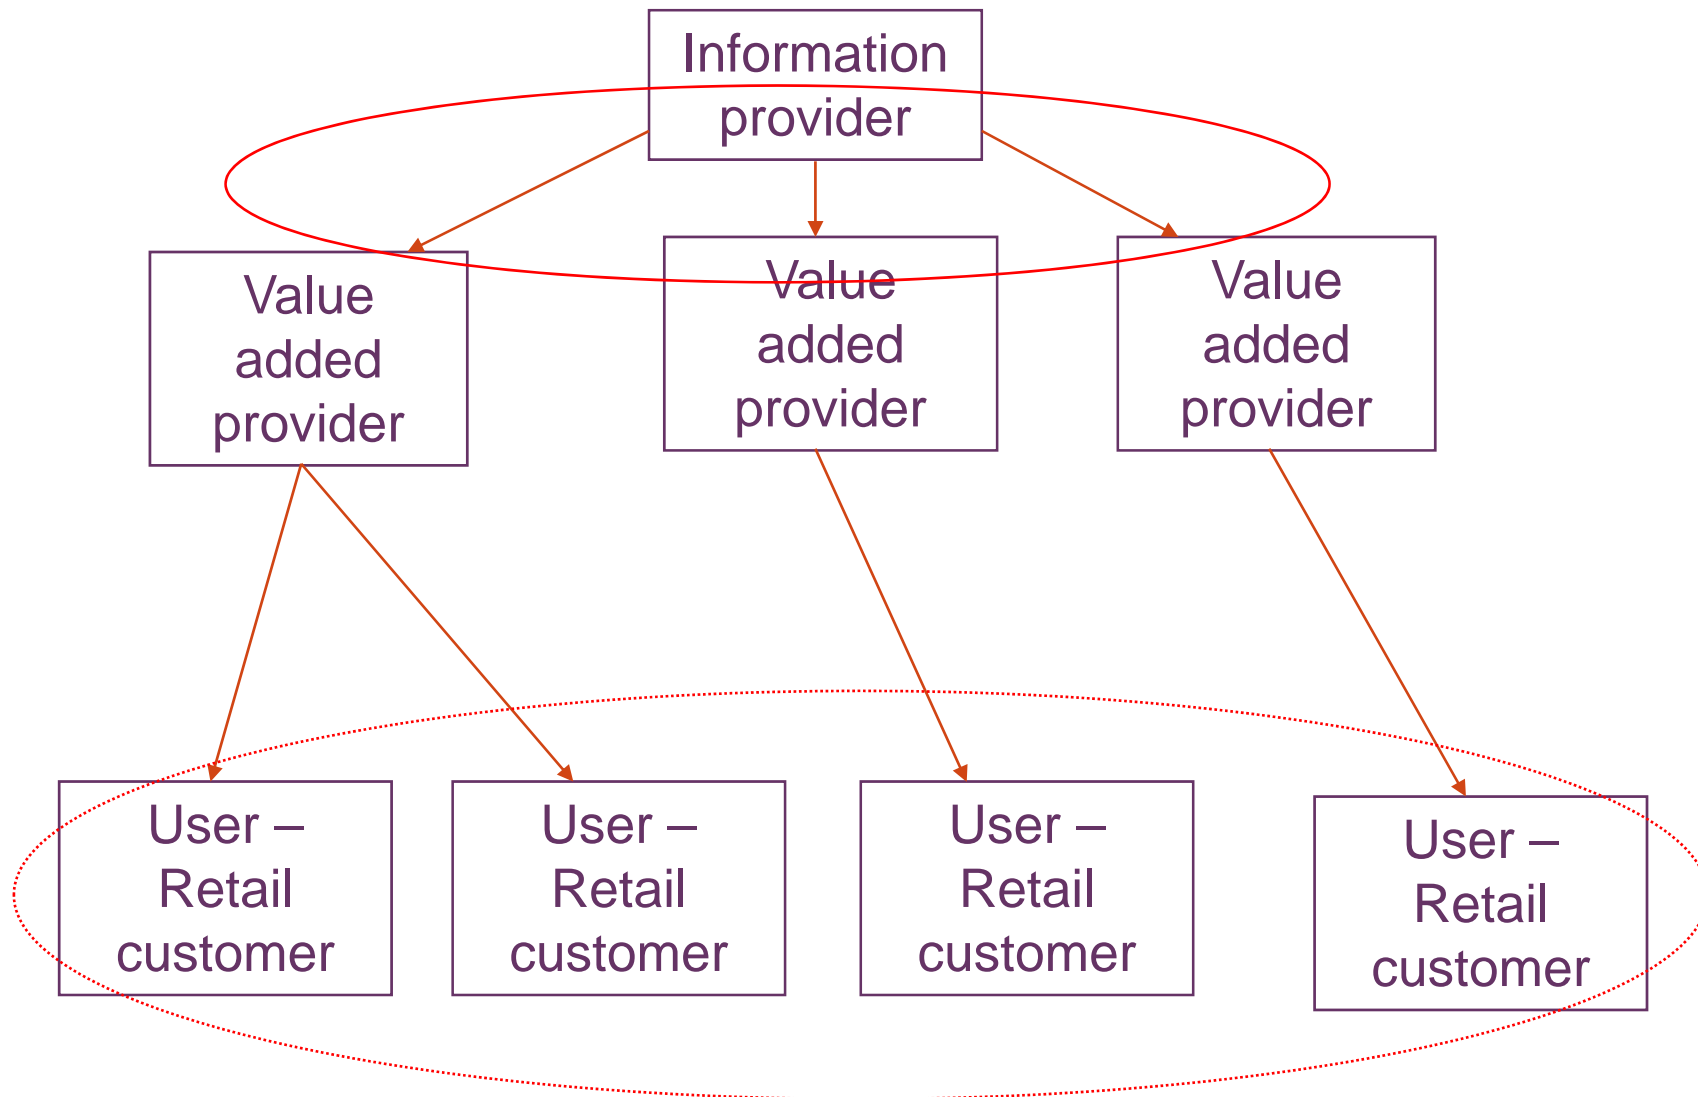 Information
provider
Value
added
provider
Value
added
provider
Value
added
provider
User –
Retail
customer
User –
Retail
customer
User –
Retail
customer
User –
Retail
customer